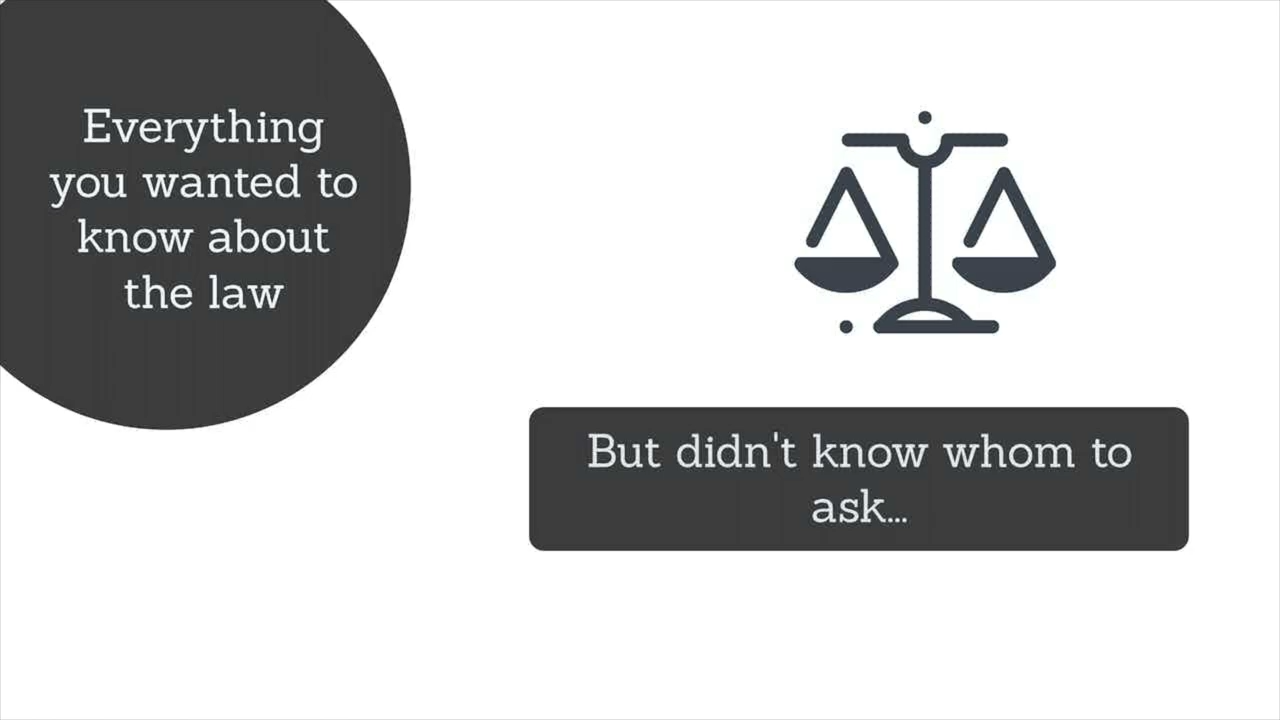 Everything
you wanted to
know about
the law
But didn't know whom to
ask...